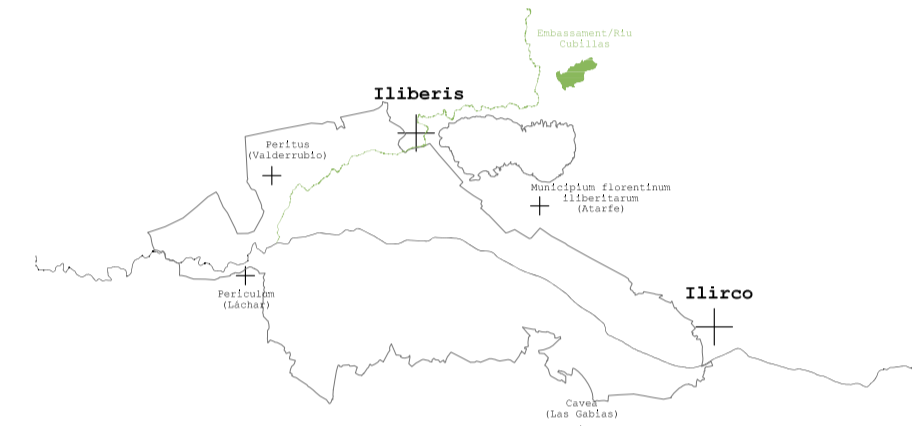 Embassament/Riu
Cubillas
Iliberis
Peritus
(Valderrubio)
Municipium florentinum
iliberitarum
(Atarfe)
Ilirco
Periculum
(Láchar)
Cavea
(Las Gabias)